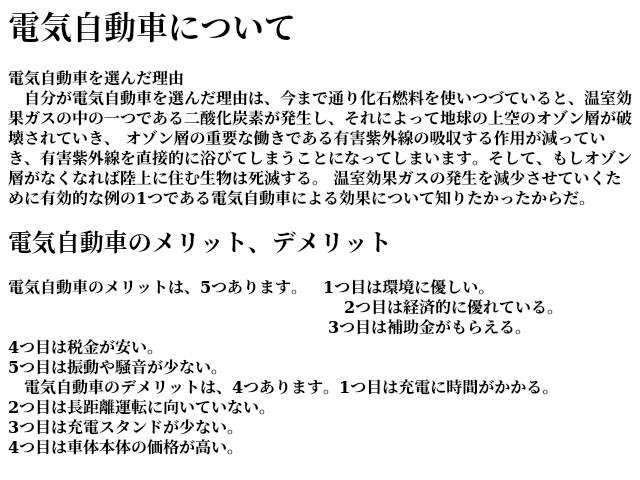 電気自動車について
電気自動車を選んだ理由
自分が電気自動車を選んだ理由は、今まで通り化石燃料を使いつづていると、温室効
果ガスの中の一つである二酸化炭素が発生し、それによって地球の上空のオゾン層が破
壊されていき、 オゾン層の重要な働きである有害紫外線の吸収する作用が減ってい
き、有害紫外線を直接的に浴びてしまうことになってしまいます。そして、もしオゾン
層がなくなれば陸上に住む生物は死滅する。 温室効果ガスの発生を減少させていくた
めに有効的な例の1つである電気自動車による効果について知りたかったからだ。
電気自動車のメリット、デメリット
電気自動車のメリットは、5つあります。 1つ目は環境に優しい。
2つ目は経済的に優れている。
3つ目は補助金がもらえる。
4つ目は税金が安い。
5つ目は振動や騒音が少ない。
電気自動車のデメリットは、4つあります。1つ目は充電に時間がかかる。
2つ目は長距離運転に向いていない。
3つ目は充電スタンドが少ない。
4つ目は車体本体の価格が高い。